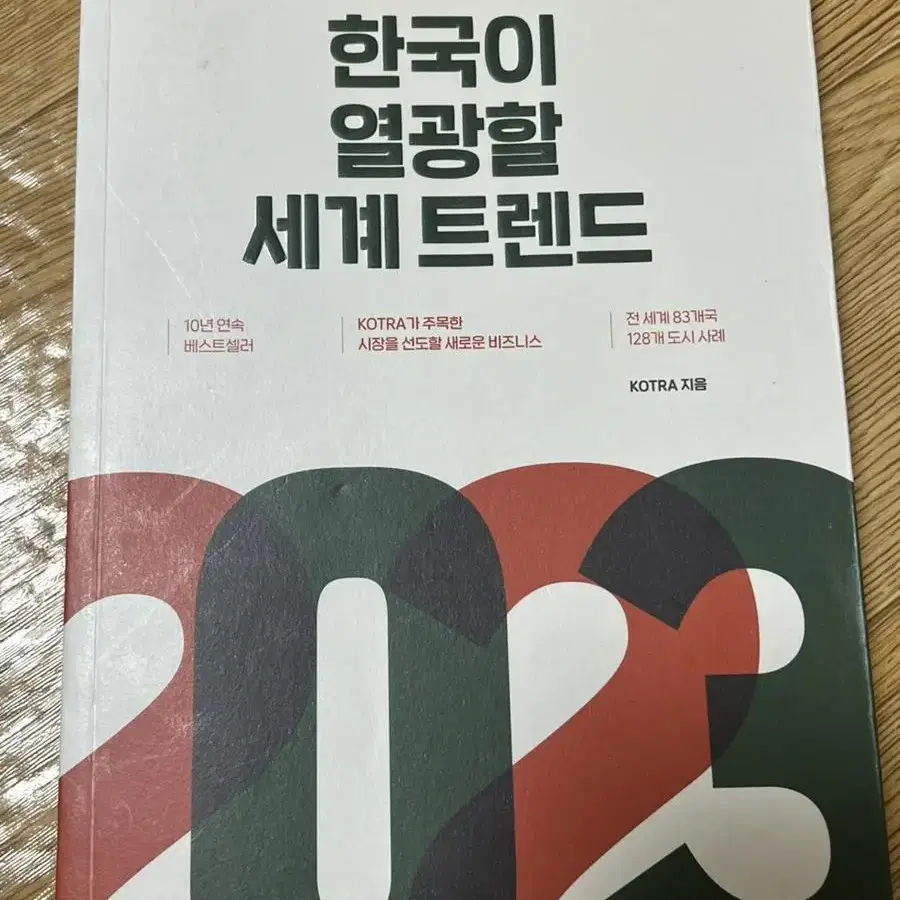 한국이
열광할
세계 트렌드
10년 연속
베스트셀러
KOTRA가 주목한
시장을 선도할 새로운 비즈니스
전 세계 83개국
128개 도시 사례
KOTRA 지음
2023